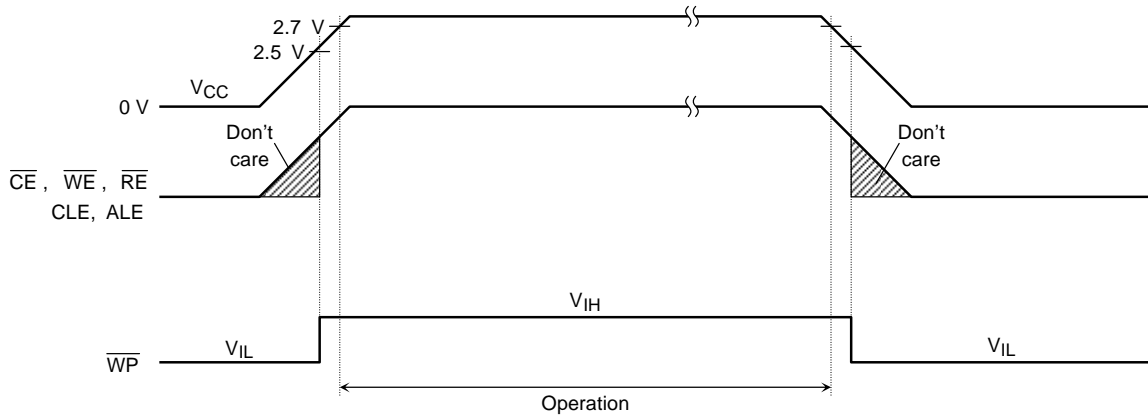 2.7 V
2.5 V
VCC
0 V
Don't
care
Don't
care
CE , WE , RE
CLE, ALE
VIH
VIL
VIL
WP
Operation